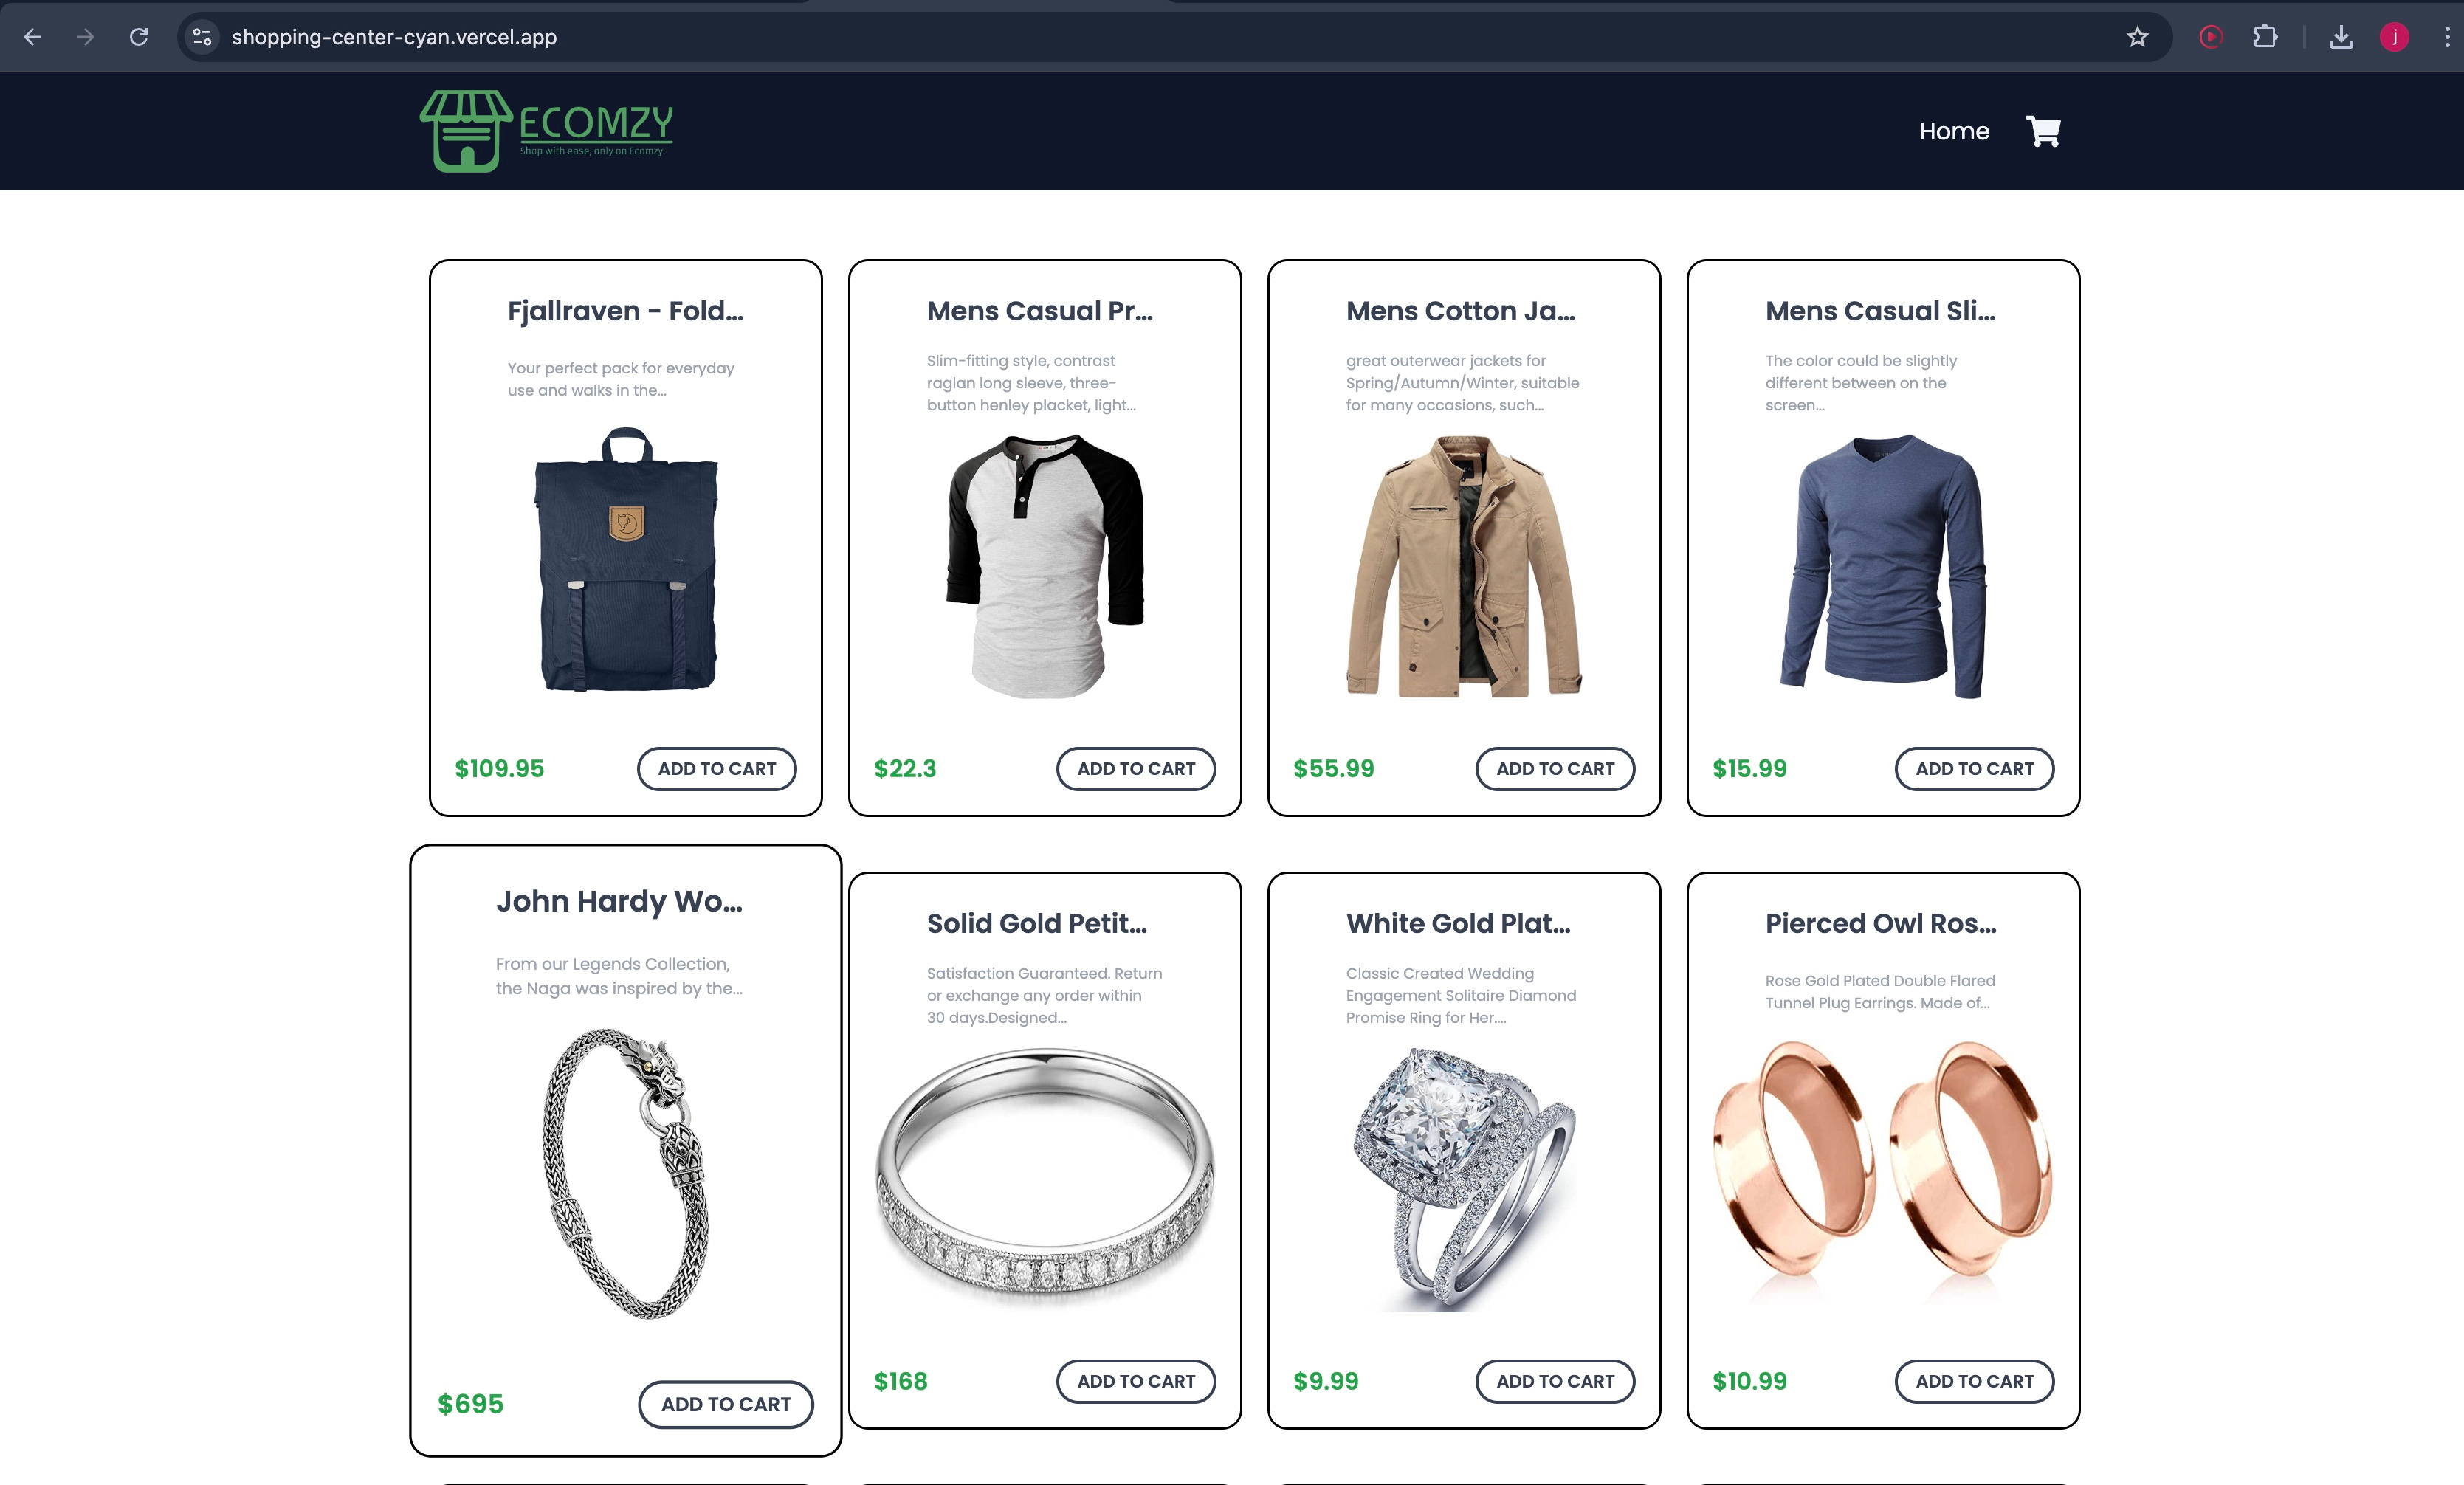 shopping-center-cyan.vercel.app
j
ECOMZY
Shop with ease, only on Ecomzy.
Home
Fjallraven - Fold...
Your perfect pack for everyday
use and walks in the...
$109.95
ADD TO CART
Mens Casual Pr...
Slim-fitting style, contrast
raglan long sleeve, three-
button henley placket, light...
$22.3
ADD TO CART
Mens Cotton Ja...
great outerwear jackets for
Spring/Autumn/Winter, suitable
for many occasions, such...
$55.99
ADD TO CART
Mens Casual Sli...
The color could be slightly
different between on the
screen...
$15.99
ADD TO CART
John Hardy Wo...
From our Legends Collection,
the Naga was inspired by the...
$695
ADD TO CART
Solid Gold Petit...
Satisfaction Guaranteed. Return
or exchange any order within
30 days.Designed...
$168
ADD TO CART
White Gold Plat...
Classic Created Wedding
Engagement Solitaire Diamond
Promise Ring for Her....
$9.99
ADD TO CART
Pierced Owl Ros...
Rose Gold Plated Double Flared
Tunnel Plug Earrings. Made of...
$10.99
ADD TO CART